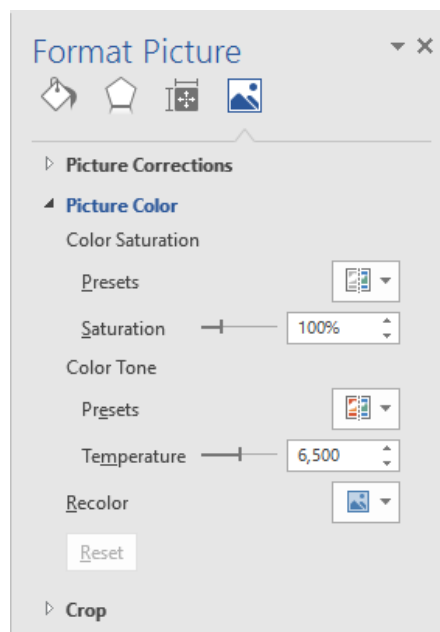 Format Picture
Picture Corrections
Picture Color
Color Saturation
Presets
Saturation 100%
Color Tone
Presets
Temperature 6,500
Recolor
Reset
Crop